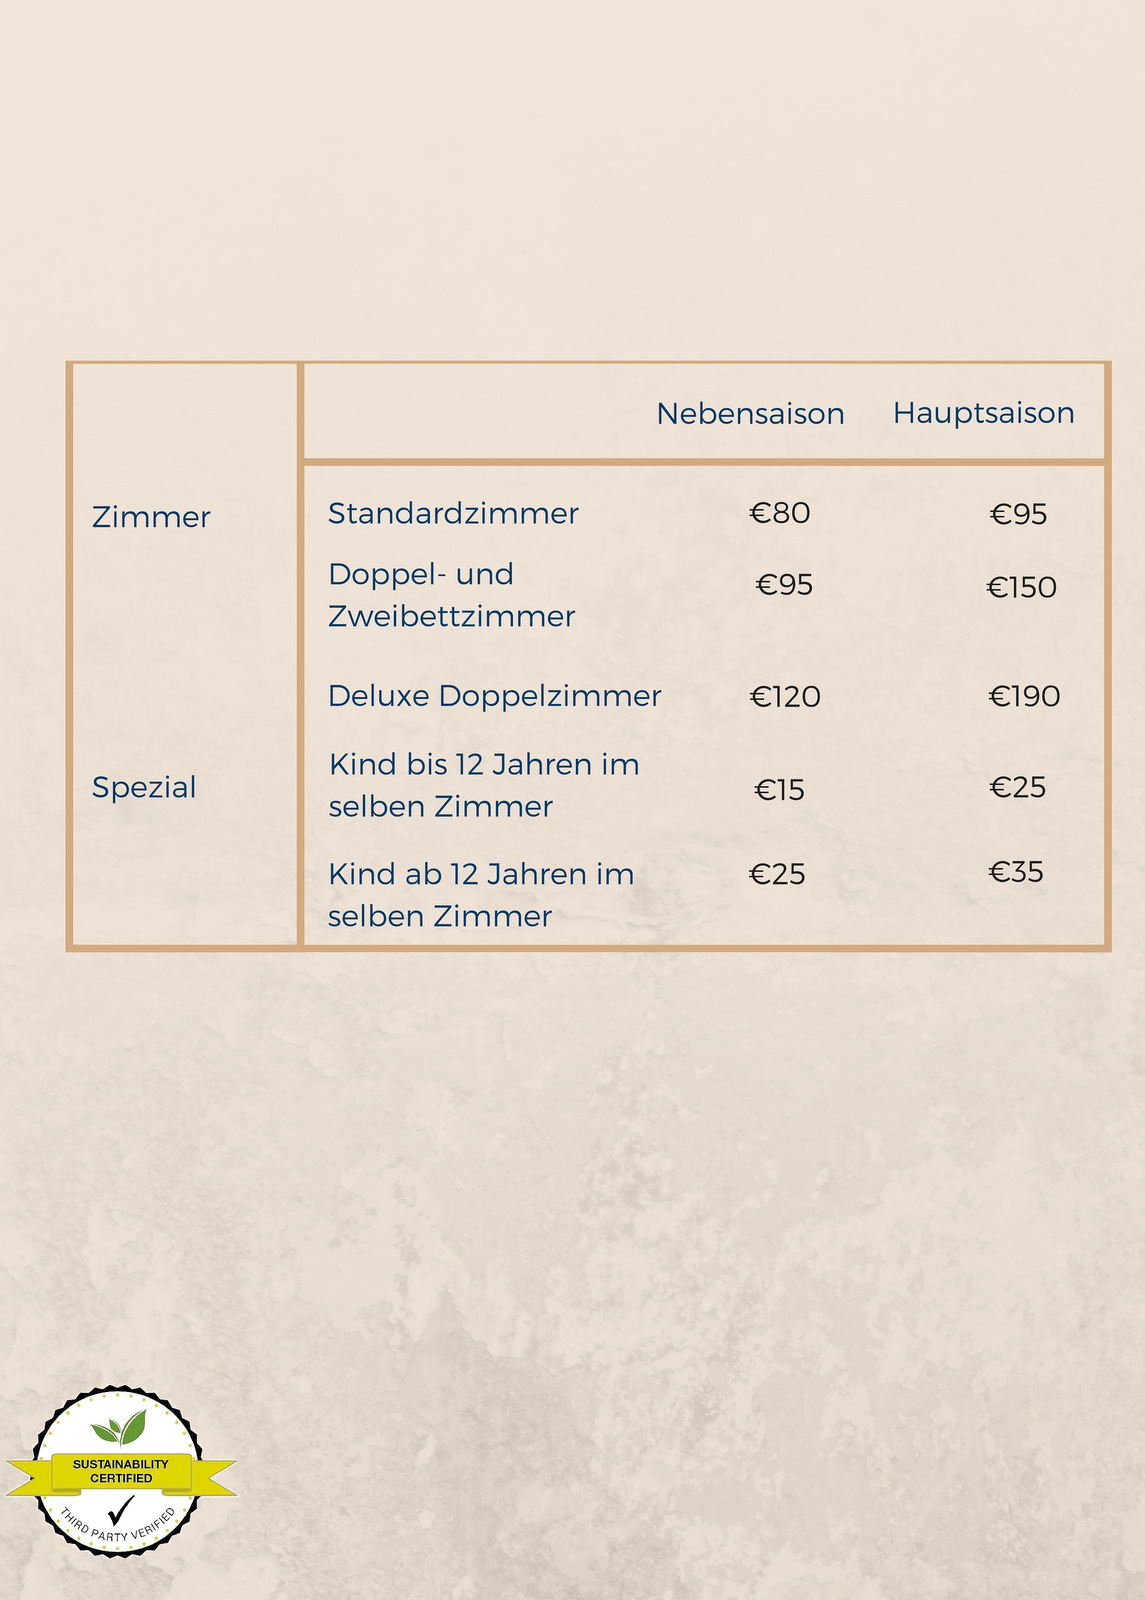 Nebensaison Hauptsaison
Zimmer Standardzimmer €80 €95
Doppel- und
Zweibettzimmer €95 €150
Deluxe Doppelzimmer €120 €190
Spezial Kind bis 12 Jahren im
selben Zimmer €15 €25
Kind ab 12 Jahren im €25 €35
selben Zimmer
SUSTAINABILITY
CERTIFIED
THIRD PARTY VERIFIED